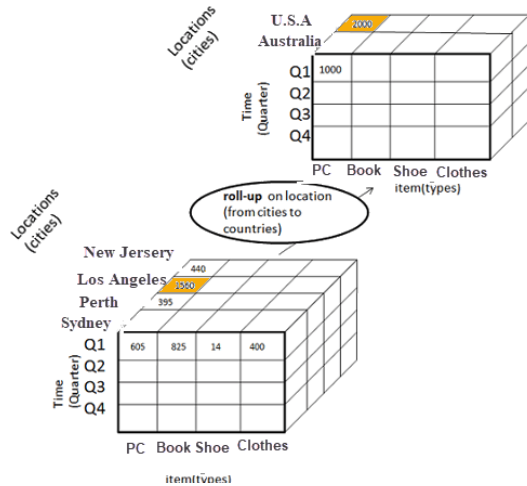 Locations
(cities)
U.S.A
Australia
2000
Time
(Quarter)
Q1
Q2
Q3
Q4
1000
PC Book Shoe Clothes
item(types)
roll-up on location
(from cities to
countries)
Locations
(cities)
New Jersery
Los Angeles
Perth
Sydney
440
1560
395
Time
(Quarter)
Q1
Q2
Q3
Q4
605 825 14 400
PC Book Shoe Clothes
item(types)